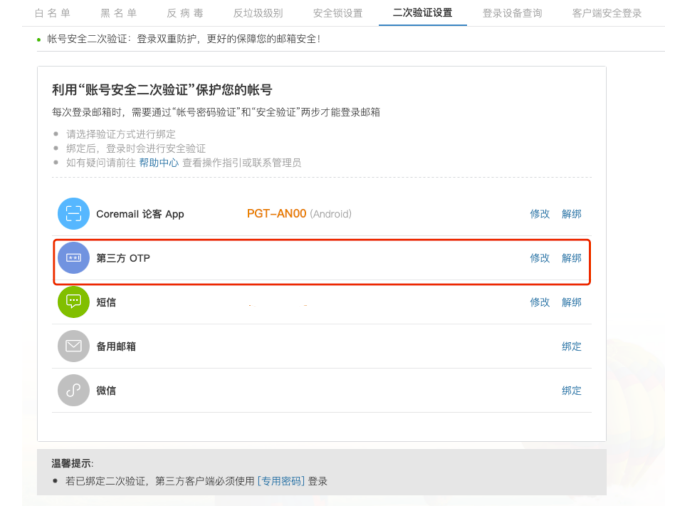 白名单 黑名单 反病毒 反垃圾级别 安全锁设置 二次验证设置 登录设备查询 客户端安全登录
帐号安全二次验证：登录双重防护，更好的保障您的邮箱安全！
利用“账号安全二次验证”保护您的帐号
每次登录邮箱时，需要通过“帐号密码验证”和“安全验证”两步才能登录邮箱
请选择验证方式进行绑定
绑定后，登录时会进行安全验证
如有疑问请前往 帮助中心 查看操作指引或联系管理员
Coremail 论客 App PGT-AN00 (Android) 修改 解绑
第三方 OTP 修改 解绑
短信 修改 解绑
备用邮箱 绑定
微信 绑定
温馨提示:
若已绑定二次验证，第三方客户端必须使用 [专用密码] 登录